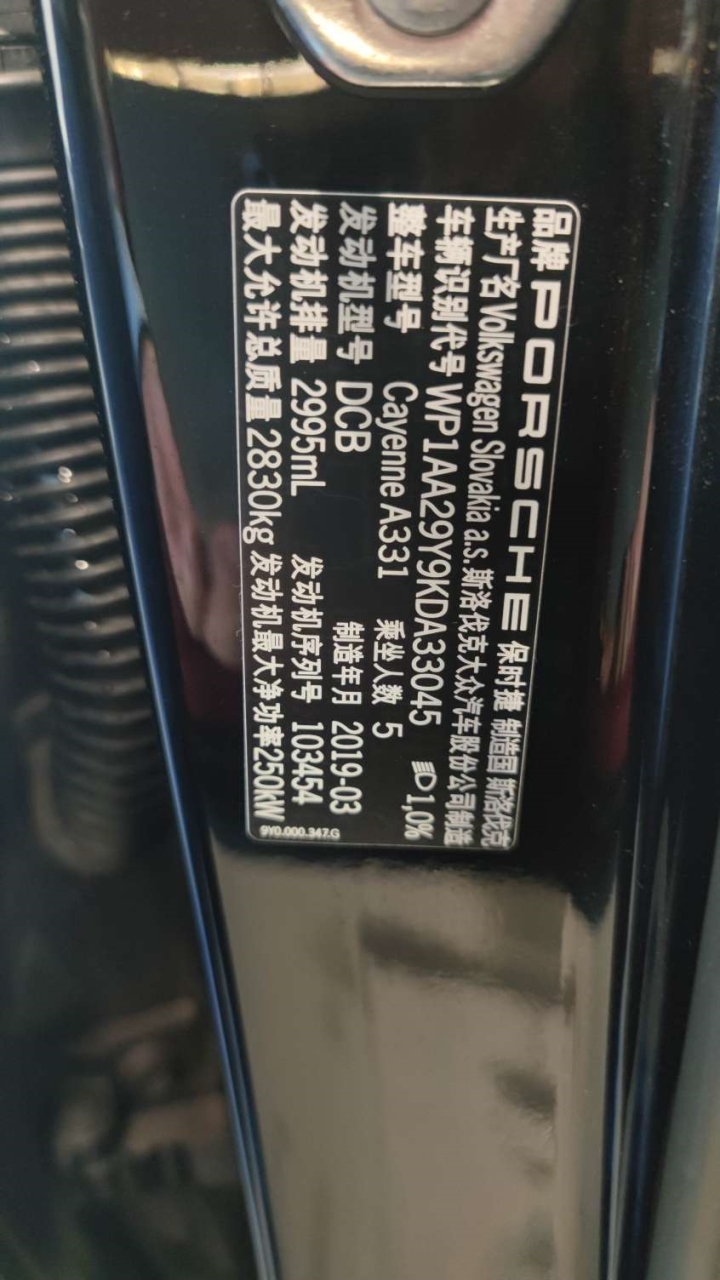 品牌 PORSCHE 保时捷 制造国 斯洛伐克
生产厂名 Volkswagen Slovakia a.s. 斯洛伐克大众汽车股份公司制造
车辆识别代号 WP1AA29Y9KDA33045 1,0%
整车型号 Cayenne A331 乘坐人数 5
发动机型号 DCB 制造年月 2019-03
发动机排量 2995mL 发动机序列号 103454
最大允许总质量 2830kg 发动机最大净功率 250kW
9Y0.000.347.G